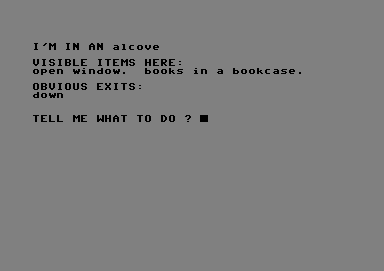 I'M IN AN alcove
VISIBLE ITEMS HERE:
open window.  books in a bookcase.
OBVIOUS EXITS:
down
TELL ME WHAT TO DO ?